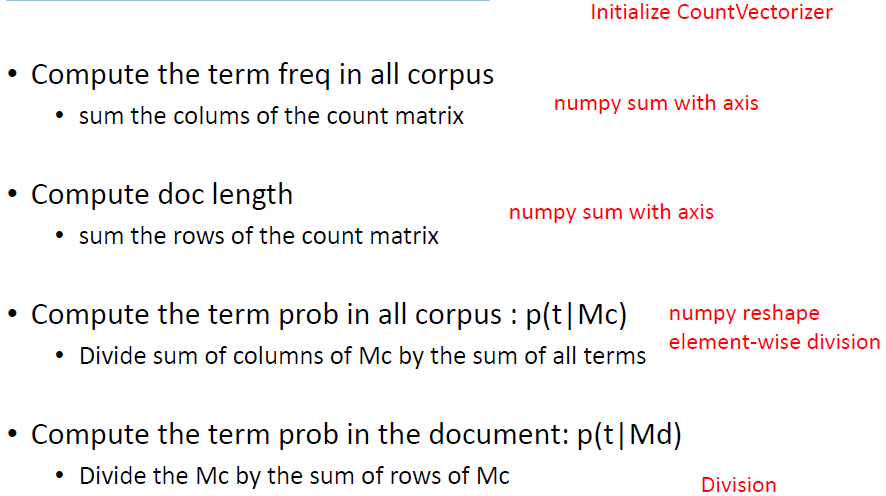 Initialize CountVectorizer
• Compute the term freq in all corpus
• sum the colums of the count matrix
numpy sum with axis
• Compute doc length
• sum the rows of the count matrix
numpy sum with axis
• Compute the term prob in all corpus : p(t|Mc)
numpy reshape
• Divide sum of columns of Mc by the sum of all terms
element-wise division
• Compute the term prob in the document: p(t|Md)
• Divide the Mc by the sum of rows of Mc
Division